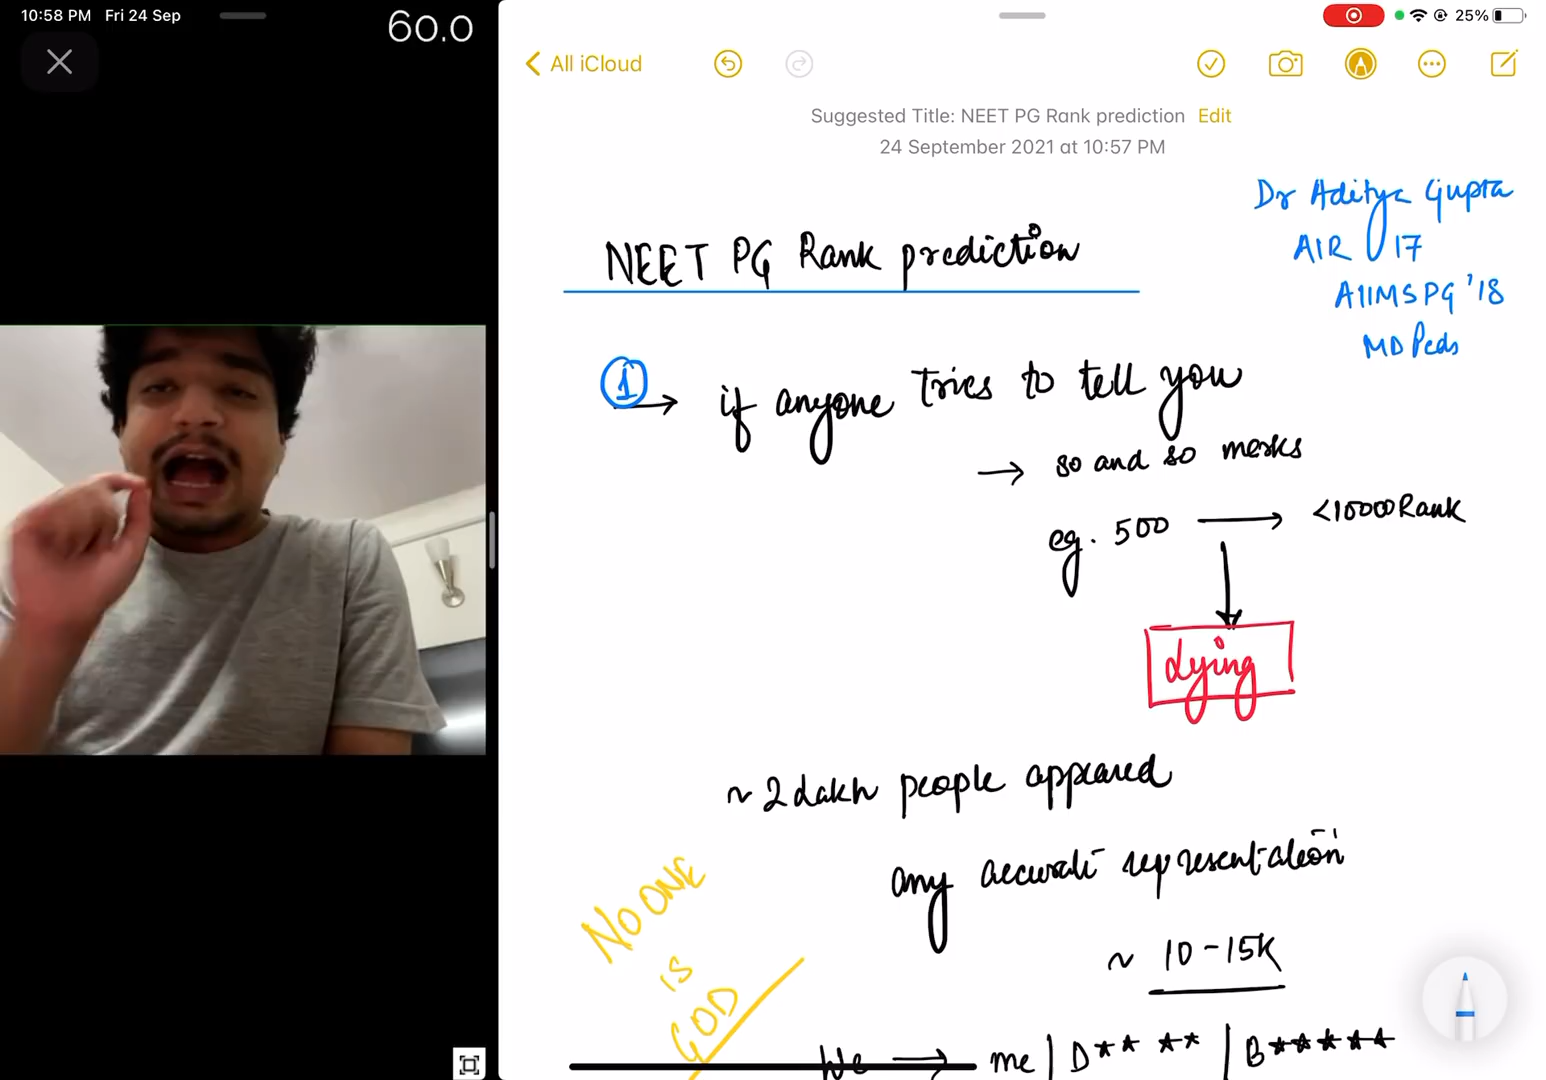 10:58 PM Fri 24 Sep
60.0
25%
All iCloud
Suggested Title: NEET PG Rank prediction Edit
24 September 2021 at 10:57 PM
Dr Aditya Gupta
AIR 17
AIIMS PG '18
MD Peds
NEET PG Rank prediction
1 → if anyone tries to tell you
→ so and so marks
eg. 500 → <10000 Rank
Lying
~ 2 Lakh people appeared
any accurate representation
~ 10-15K
NO ONE
IS
GOD
We → me | D** ** | B*****